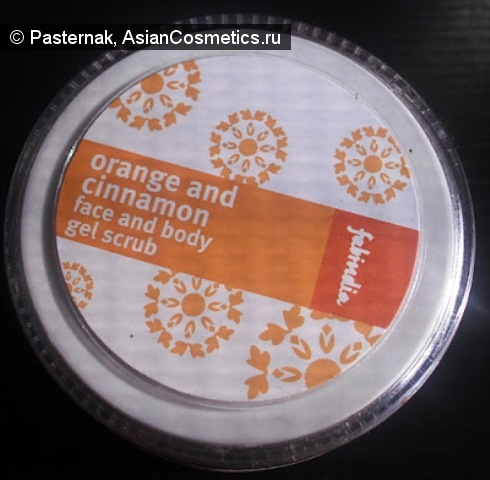 © Pasternak, AsianCosmetics.ru
orange and
cinnamon
face and body
gel scrub
fabindia